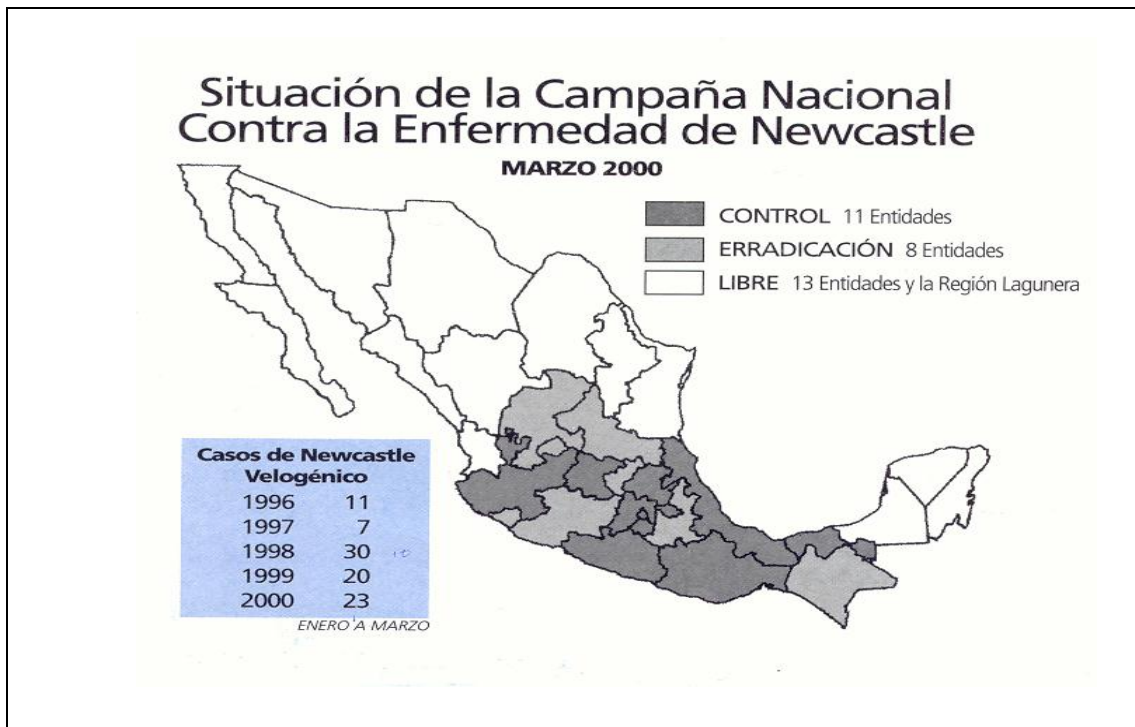 Situación de la Campaña Nacional
Contra la Enfermedad de Newcastle
MARZO 2000
CONTROL 11 Entidades
ERRADICACIÓN 8 Entidades
LIBRE 13 Entidades y la Región Lagunera
Casos de Newcastle
Velogénico
1996 11
1997 7
1998 30
1999 20
2000 23
ENERO A MARZO